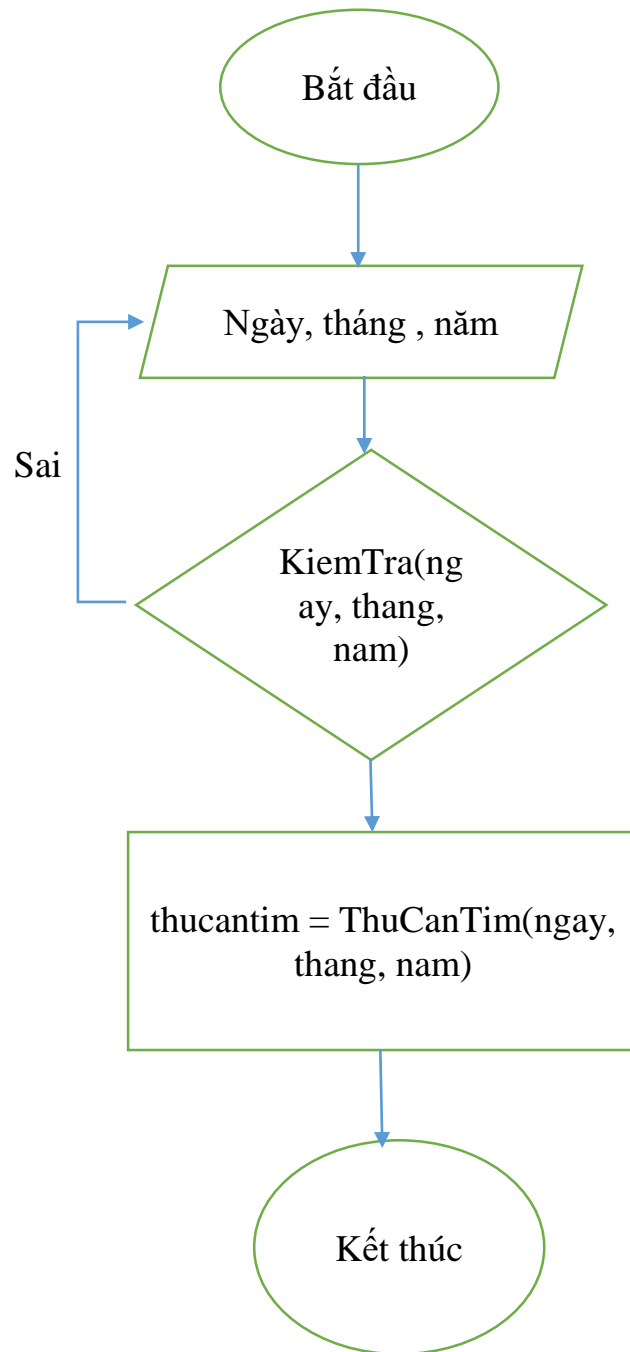 Bắt đầu
Ngày, tháng , năm
Sai
KiemTra(ng
ay, thang,
nam)
thucantim = ThuCanTim(ngay,
thang, nam)
Kết thúc